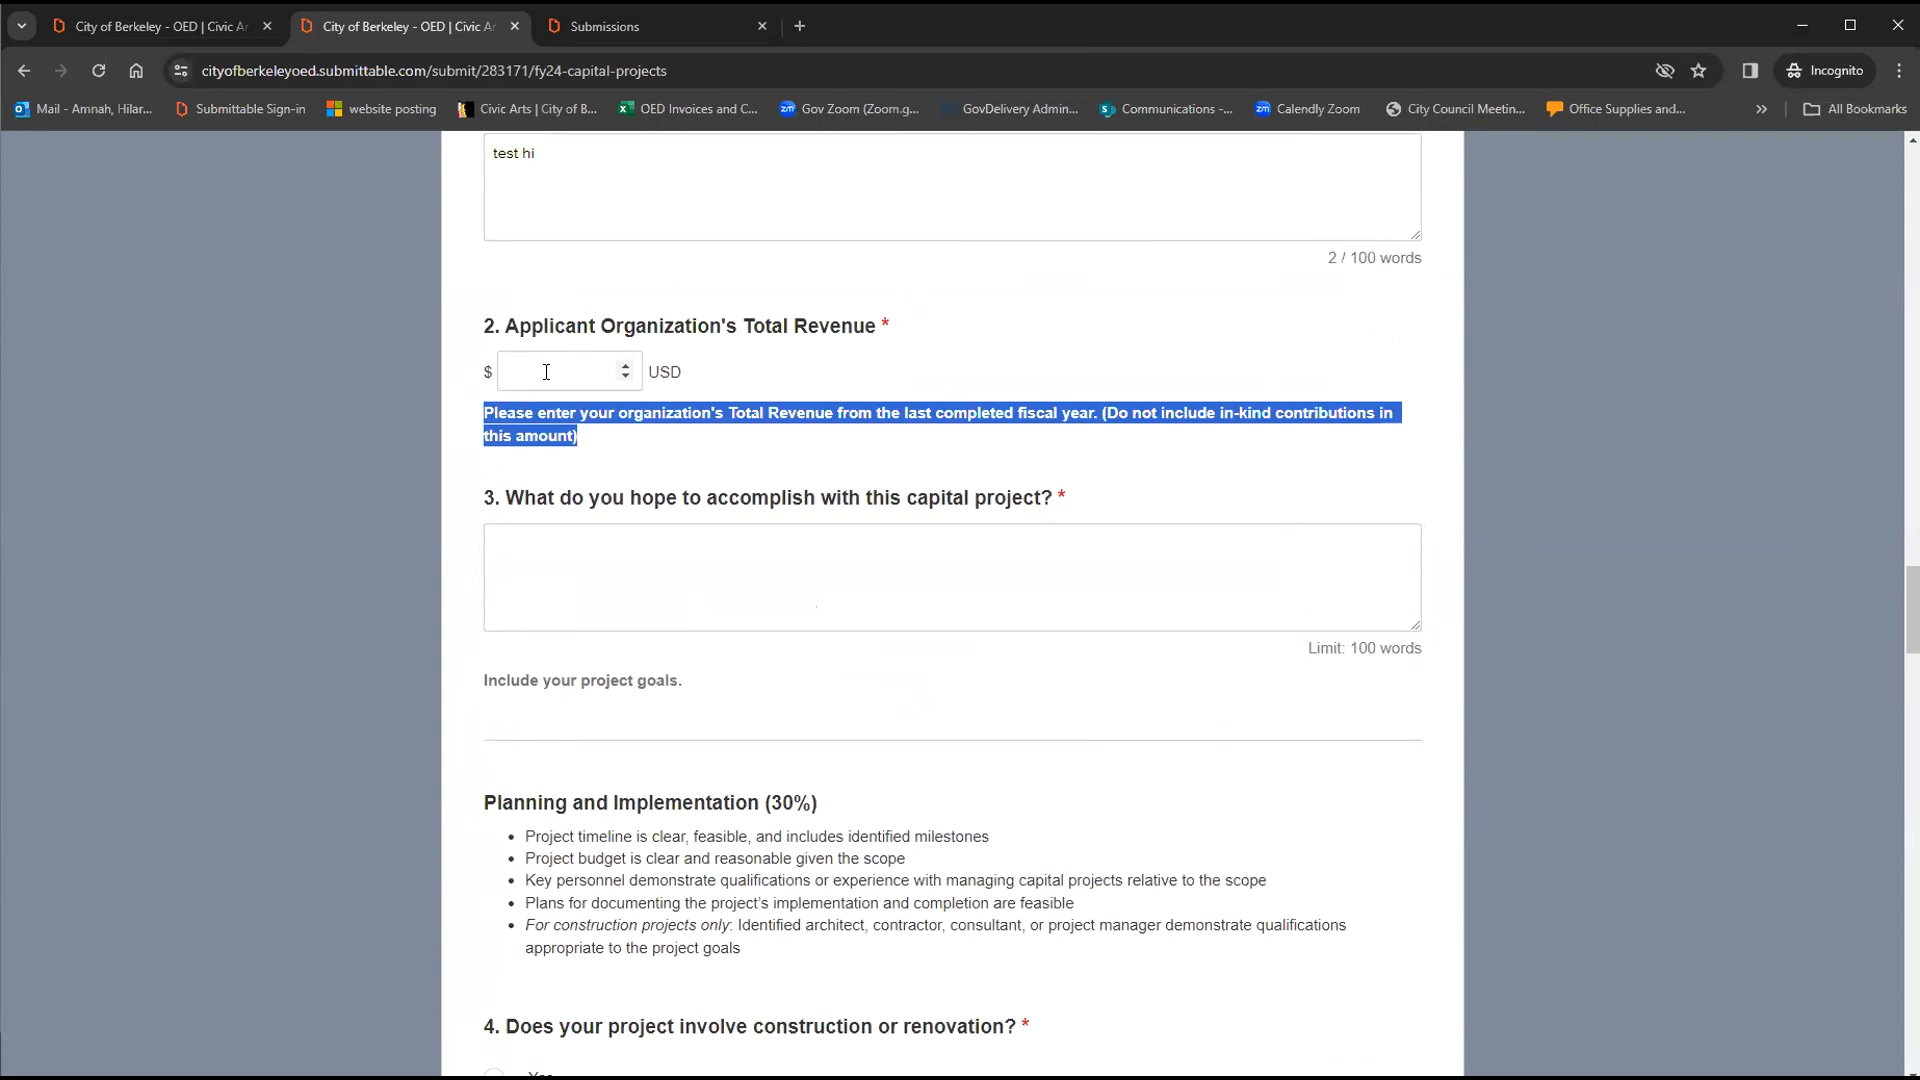 City of Berkeley - OED | Civic Ar
City of Berkeley - OED | Civic Ar
Submissions
cityofberkeleyoed.submittable.com/submit/283171/fy24-capital-projects
Incognito
Mail - Amnah, Hilar...
Submittable Sign-in
website posting
Civic Arts | City of B...
OED Invoices and C...
Gov Zoom (Zoom.g...
GovDelivery Admin...
Communications -...
Calendly Zoom
City Council Meetin...
Office Supplies and...
All Bookmarks
test hi
2 / 100 words
2. Applicant Organization's Total Revenue *
$ USD
Please enter your organization's Total Revenue from the last completed fiscal year. (Do not include in-kind contributions in
this amount)
3. What do you hope to accomplish with this capital project? *
Limit: 100 words
Include your project goals.
Planning and Implementation (30%)
• Project timeline is clear, feasible, and includes identified milestones
• Project budget is clear and reasonable given the scope
• Key personnel demonstrate qualifications or experience with managing capital projects relative to the scope
• Plans for documenting the project’s implementation and completion are feasible
• For construction projects only: Identified architect, contractor, consultant, or project manager demonstrate qualifications
appropriate to the project goals
4. Does your project involve construction or renovation? *
Yes